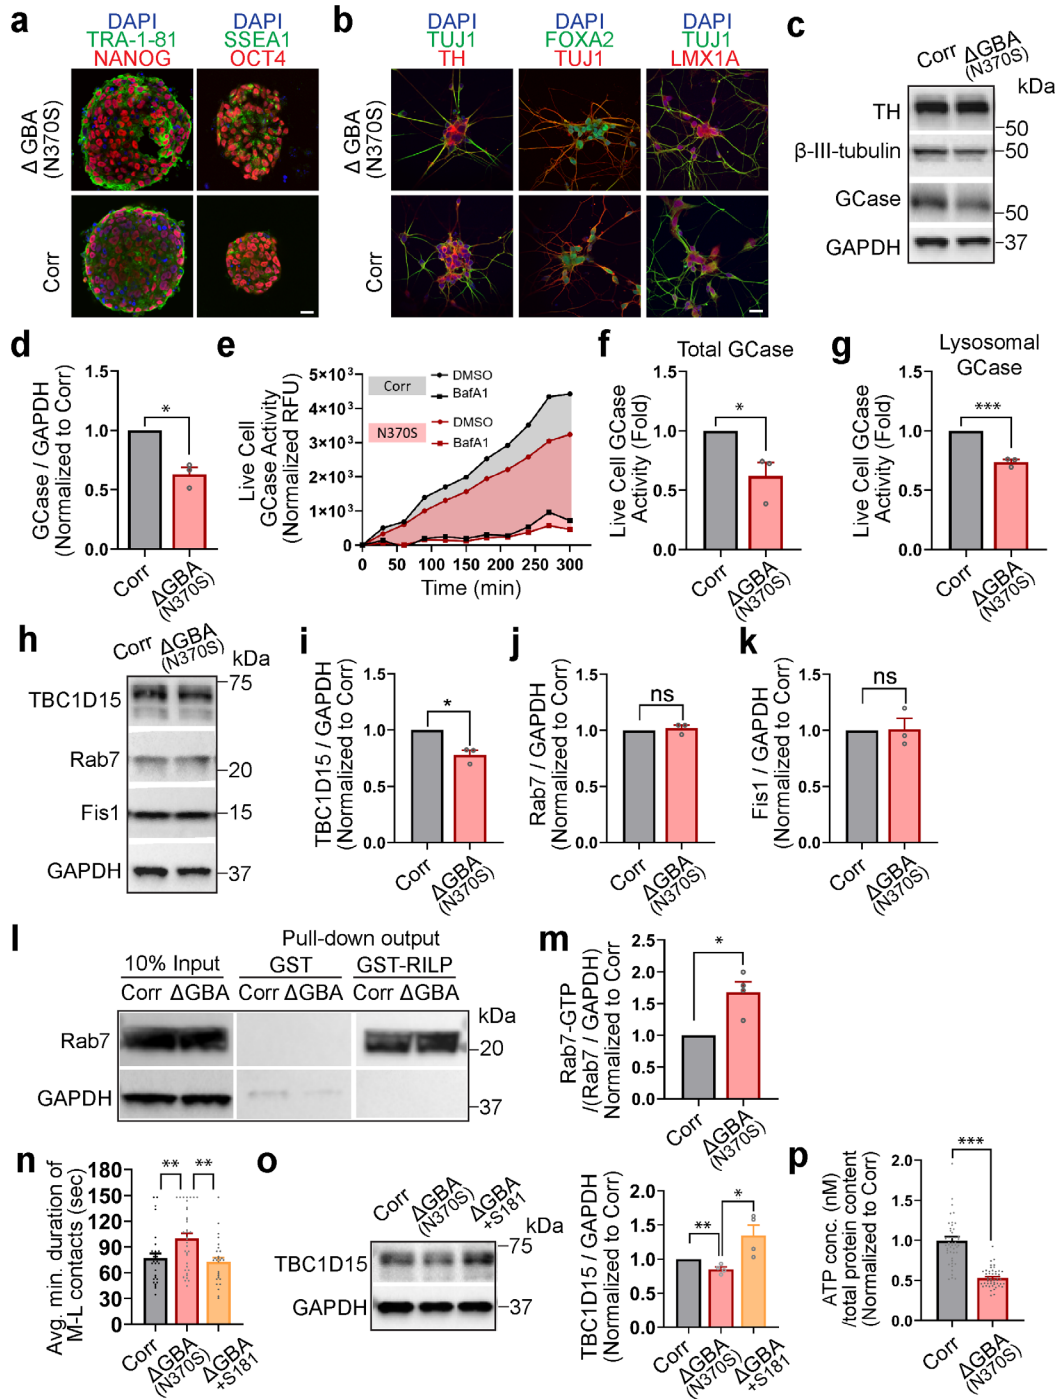 a
DAPI
TRA-1-81
NANOG
DAPI
SSEA1
OCT4
Δ GBA
(N370S)
Corr
b
DAPI
TUJ1
TH
DAPI
FOXA2
TUJ1
DAPI
TUJ1
LMX1A
Δ GBA
(N370S)
Corr
c
Corr
ΔGBA
(N370S)
kDa
TH
50
β-III-tubulin
50
GCase
50
GAPDH
37
d
GCase / GAPDH
(Normalized to Corr)
1.5
1.0
0.5
0.0
*
Corr
ΔGBA
(N370S)
e
Live Cell
GCase Activity
(Normalized RFU)
5×10³
4×10³
3×10³
2×10³
1×10³
0
Corr
DMSO
BafA1
N370S
DMSO
BafA1
0 50 100 150 200 250 300
Time (min)
f
Total GCase
Live Cell GCase
Activity (Fold)
1.5
1.0
0.5
0.0
*
Corr
ΔGBA
(N370S)
g
Lysosomal
GCase
Live Cell GCase
Activity (Fold)
1.5
1.0
0.5
0.0
***
Corr
ΔGBA
(N370S)
h
Corr
ΔGBA
(N370S)
kDa
TBC1D15
75
Rab7
20
Fis1
15
GAPDH
37
i
TBC1D15 / GAPDH
(Normalized to Corr)
1.5
1.0
0.5
0.0
*
Corr
ΔGBA
(N370S)
j
Rab7 / GAPDH
(Normalized to Corr)
1.5
1.0
0.5
0.0
ns
Corr
ΔGBA
(N370S)
k
Fis1 / GAPDH
(Normalized to Corr)
1.5
1.0
0.5
0.0
ns
Corr
ΔGBA
(N370S)
l
Pull-down output
10% Input GST GST-RILP
Corr ΔGBA Corr ΔGBA Corr ΔGBA
kDa
Rab7
20
GAPDH
37
m
Rab7-GTP
/(Rab7 / GAPDH)
Normalized to Corr
2.5
2.0
1.5
1.0
0.5
0.0
*
Corr
ΔGBA
(N370S)
n
Avg. min. duration of
M-L contacts (sec)
180
150
120
90
60
30
0
** **
Corr
ΔGBA
(N370S)
ΔGBA
+S181
o
Corr
ΔGBA
(N370S)
ΔGBA
+S181
kDa
TBC1D15
75
GAPDH
37
TBC1D15 / GAPDH
(Normalized to Corr)
2.0
1.5
1.0
0.5
0.0
**
*
Corr
ΔGBA
(N370S)
ΔGBA
+S181
p
ATP conc. (nM)
/total protein content
(Normalized to Corr)
2.0
1.5
1.0
0.5
0.0
***
Corr
ΔGBA
(N370S)